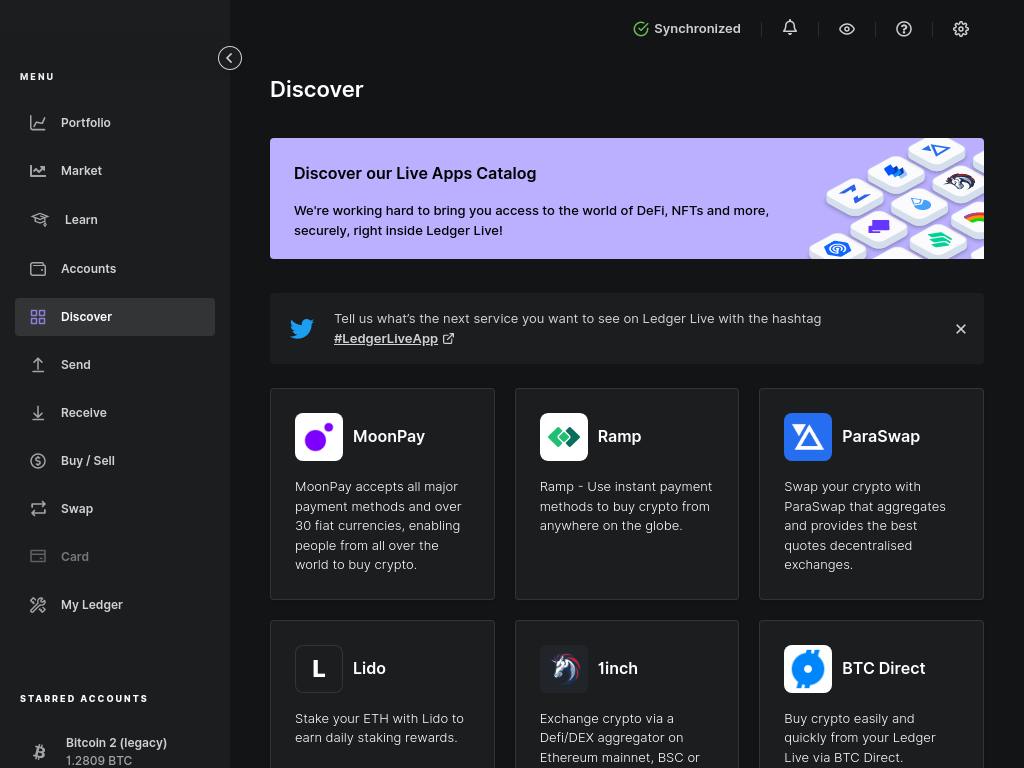 Synchronized
MENU
Portfolio
Market
Learn
Accounts
Discover
Send
Receive
Buy / Sell
Swap
Card
My Ledger
STARRED ACCOUNTS
Bitcoin 2 (legacy)
1.2809 BTC
Discover
Discover our Live Apps Catalog
We're working hard to bring you access to the world of DeFi, NFTs and more,
securely, right inside Ledger Live!
Tell us what's the next service you want to see on Ledger Live with the hashtag
#LedgerLiveApp
MoonPay
MoonPay accepts all major
payment methods and over
30 fiat currencies, enabling
people from all over the
world to buy crypto.
Ramp
Ramp - Use instant payment
methods to buy crypto from
anywhere on the globe.
ParaSwap
Swap your crypto with
ParaSwap that aggregates
and provides the best
quotes decentralised
exchanges.
L
Lido
Stake your ETH with Lido to
earn daily staking rewards.
1inch
Exchange crypto via a
Defi/DEX aggregator on
Ethereum mainnet, BSC or
BTC Direct
Buy crypto easily and
quickly from your Ledger
Live via BTC Direct.